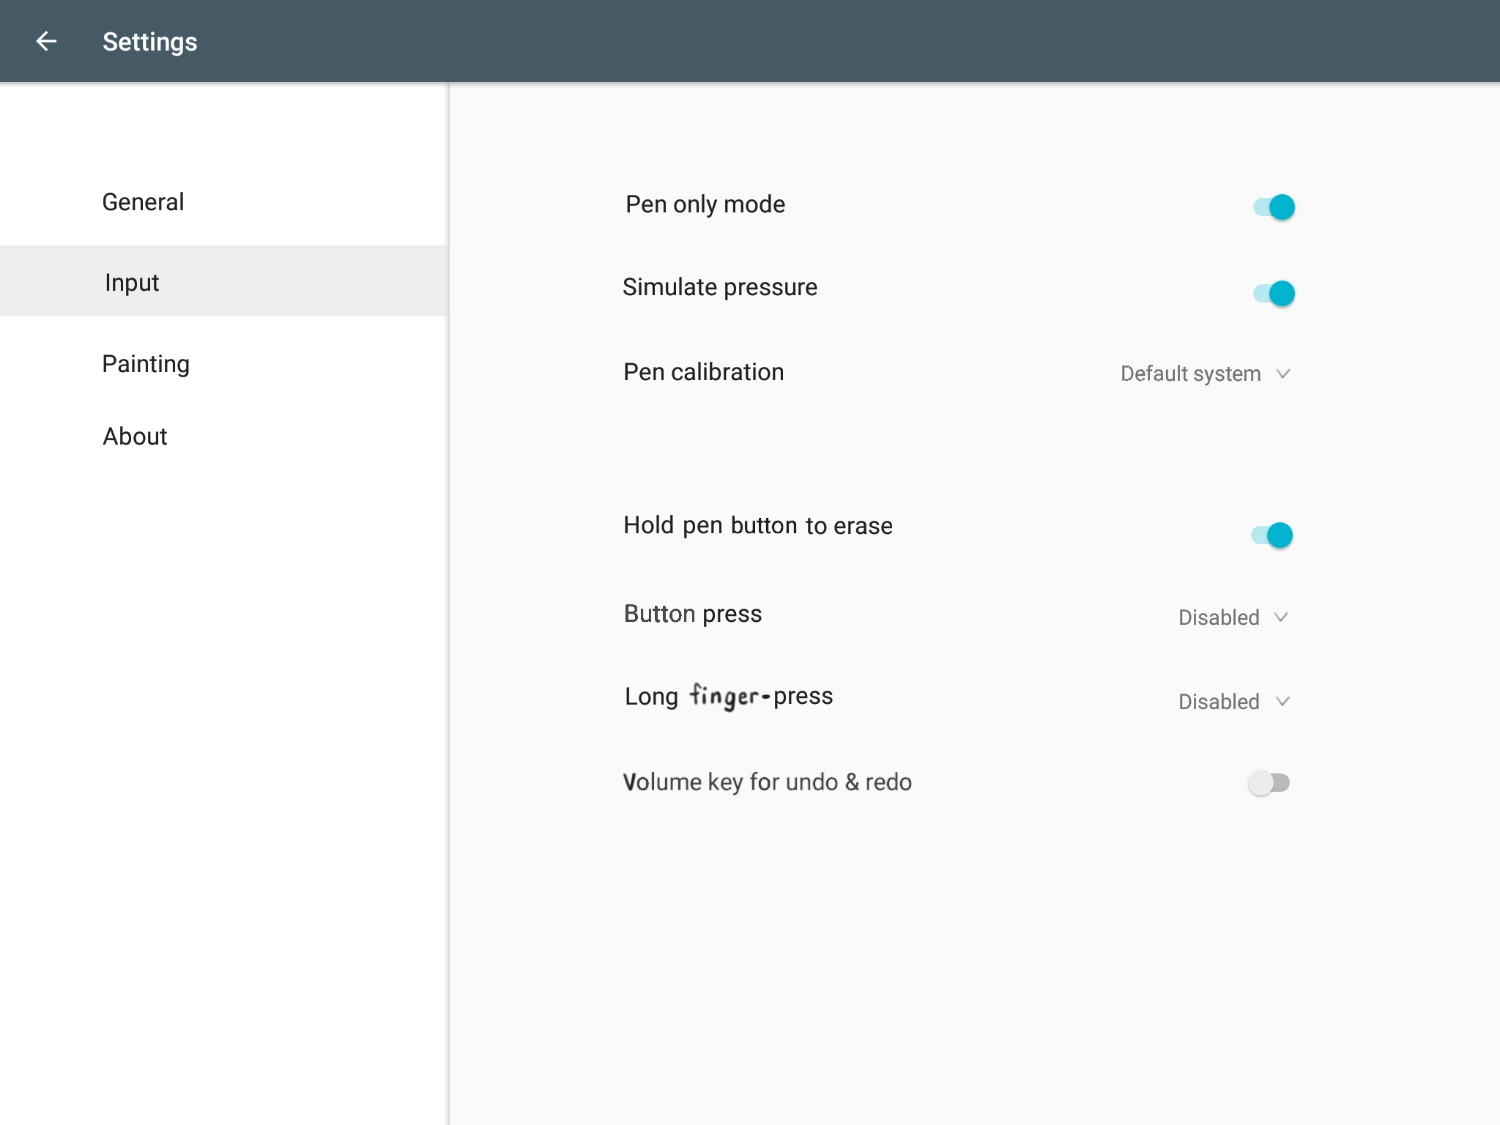 Settings
General
Input
Painting
About
Pen only mode
Simulate pressure
Pen calibration Default system
Hold pen button to erase
Button press Disabled
Long finger-press Disabled
Volume key for undo & redo